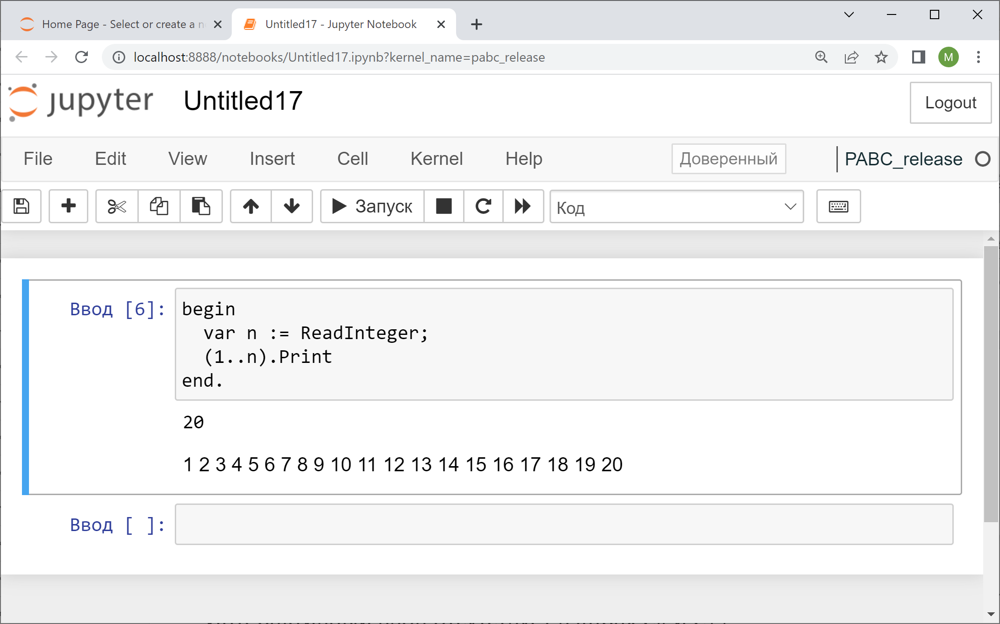 Home Page - Select or create a n
Untitled17 - Jupyter Notebook
localhost:8888/notebooks/Untitled17.ipynb?kernel_name=pabc_release
M
jupyter
Untitled17
Logout
File Edit View Insert Cell Kernel Help Доверенный PABC_release
Запуск Код
Ввод [6]:
begin
  var n := ReadInteger;
  (1..n).Print
end.
20
1 2 3 4 5 6 7 8 9 10 11 12 13 14 15 16 17 18 19 20
Ввод [ ]: